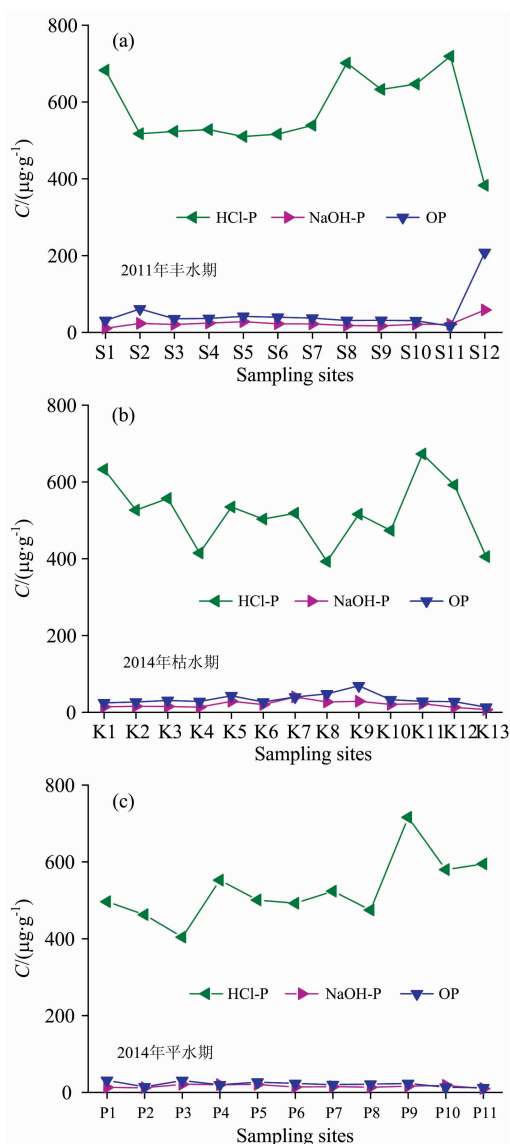 (a)
800
600
400
200
0
C/(μg·g-1)
HCl-P NaOH-P OP
2011年丰水期
S1 S2 S3 S4 S5 S6 S7 S8 S9 S10 S11 S12
Sampling sites
(b)
800
600
400
200
0
C/(μg·g-1)
HCl-P NaOH-P OP
2014年枯水期
K1 K2 K3 K4 K5 K6 K7 K8 K9 K10 K11 K12 K13
Sampling sites
(c)
800
600
400
200
0
C/(μg·g-1)
HCl-P NaOH-P OP
2014年平水期
P1 P2 P3 P4 P5 P6 P7 P8 P9 P10 P11
Sampling sites